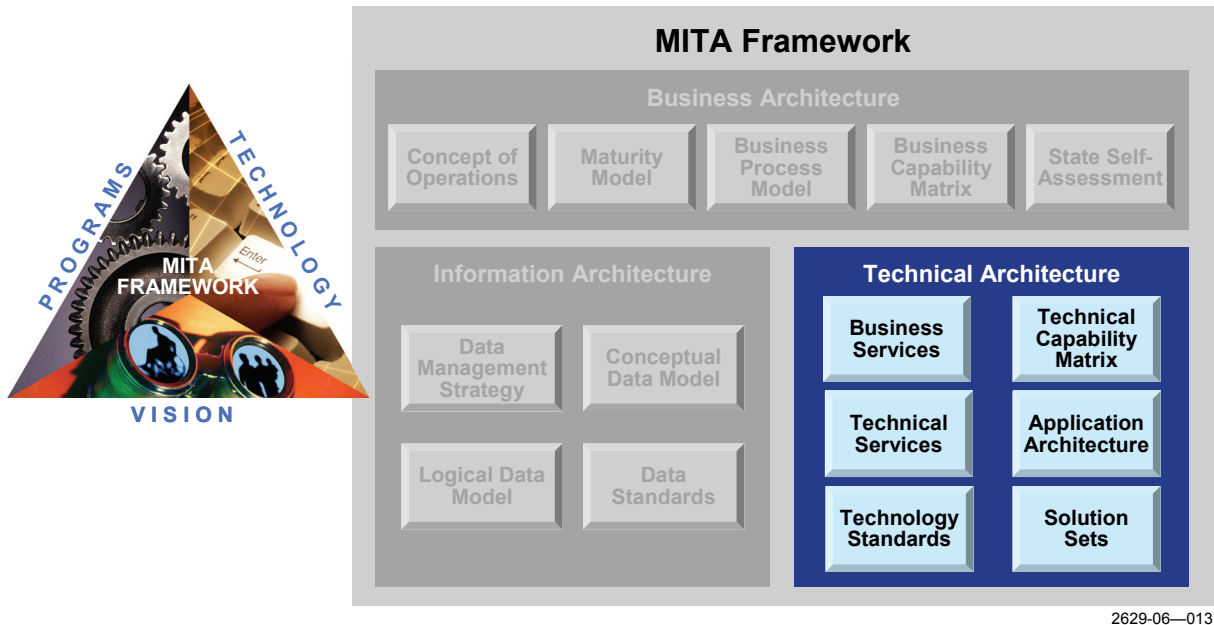 MITA Framework
Business Architecture
Concept of
Operations
Maturity
Model
Business
Process
Model
Business
Capability
Matrix
State Self-
Assessment
PROGRAMS
TECHNOLOGY
Enter
MITA
FRAMEWORK
VISION
Information Architecture
Data
Management
Strategy
Conceptual
Data Model
Logical Data
Model
Data
Standards
Technical Architecture
Business
Services
Technical
Capability
Matrix
Technical
Services
Application
Architecture
Technology
Standards
Solution
Sets
2629-06—013